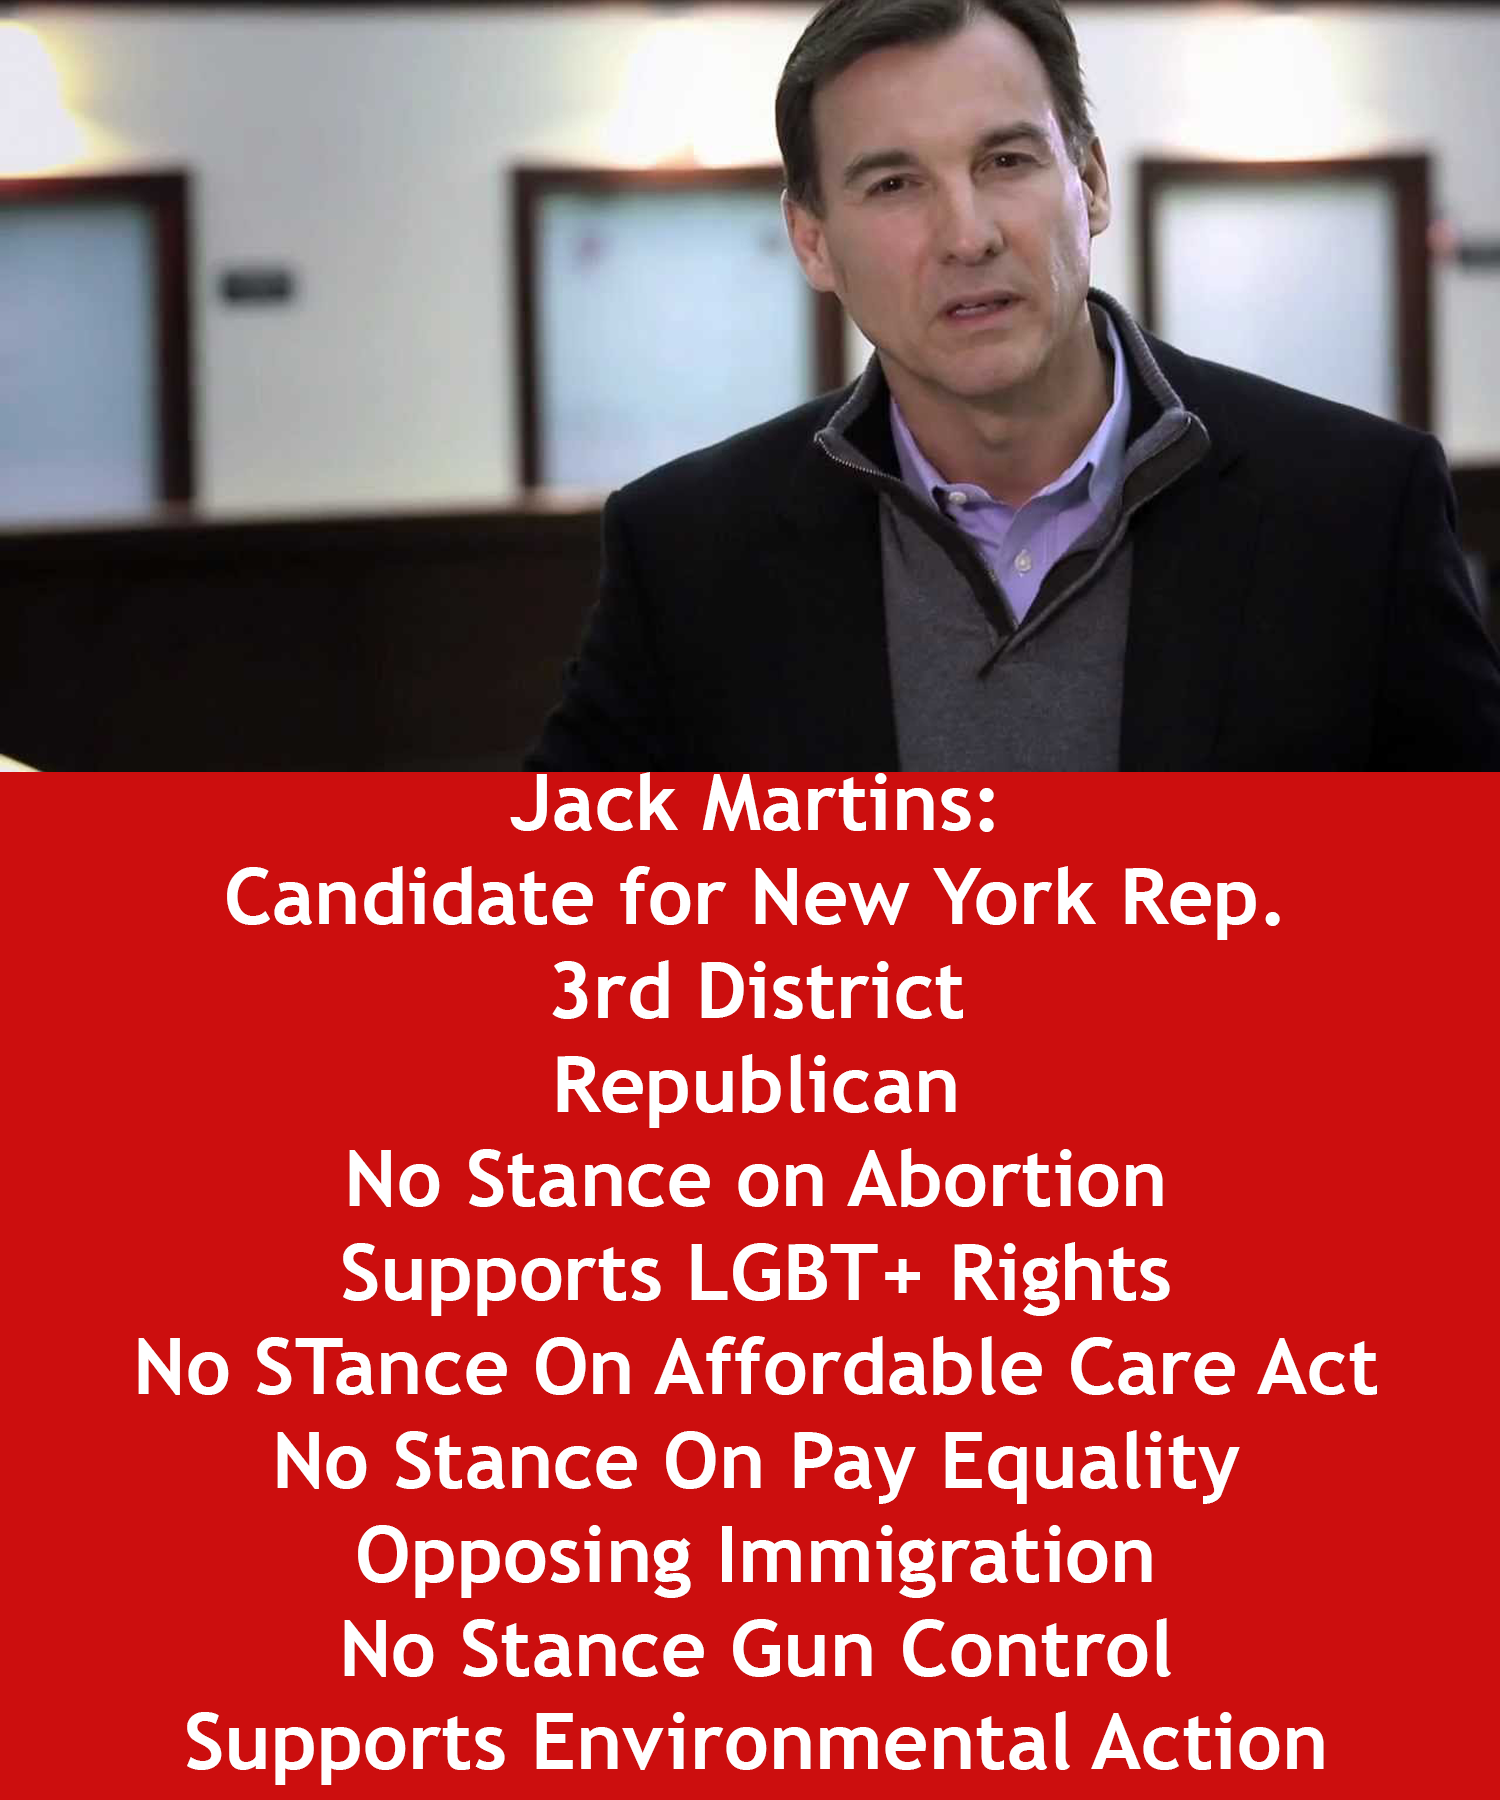 Jack Martins:
Candidate for New York Rep.
3rd District
Republican
No Stance on Abortion
Supports LGBT+ Rights
No STance On Affordable Care Act
No Stance On Pay Equality
Opposing Immigration
No Stance Gun Control
Supports Environmental Action